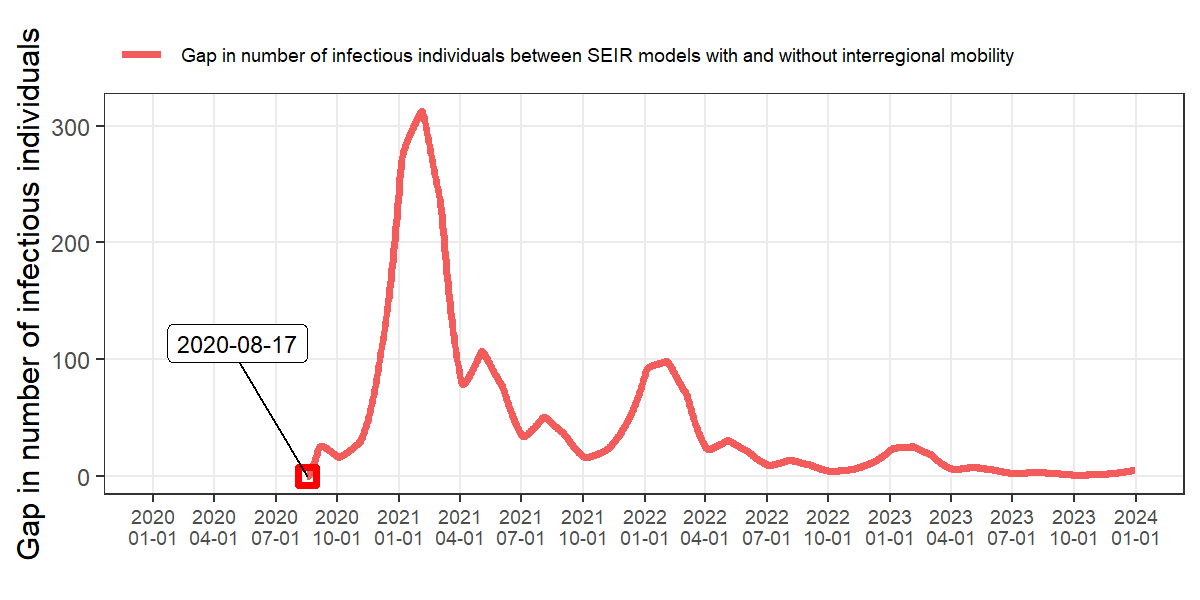 Gap in number of infectious individuals between SEIR models with and without interregional mobility
Gap in number of infectious individuals
300
200
100
0
2020-08-17
2020 2020 2020 2020 2021 2021 2021 2021 2022 2022 2022 2022 2023 2023 2023 2023 2024
01-01 04-01 07-01 10-01 01-01 04-01 07-01 10-01 01-01 04-01 07-01 10-01 01-01 04-01 07-01 10-01 01-01